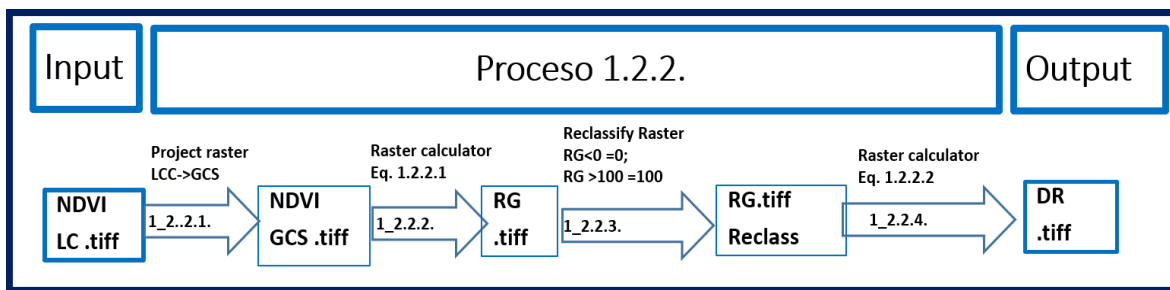 Input
Proceso 1.2.2.
Output
Project raster
LCC->GCS
Raster calculator
Eq. 1.2.2.1
Reclassify Raster
RG<0 =0;
RG >100 =100
Raster calculator
Eq. 1.2.2.2
NDVI
LC .tiff
1_2..2.1.
NDVI
GCS .tiff
1_2.2.2.
RG
.tiff
1_2.2.3.
RG.tiff
Reclass
1_2.2.4.
DR
.tiff